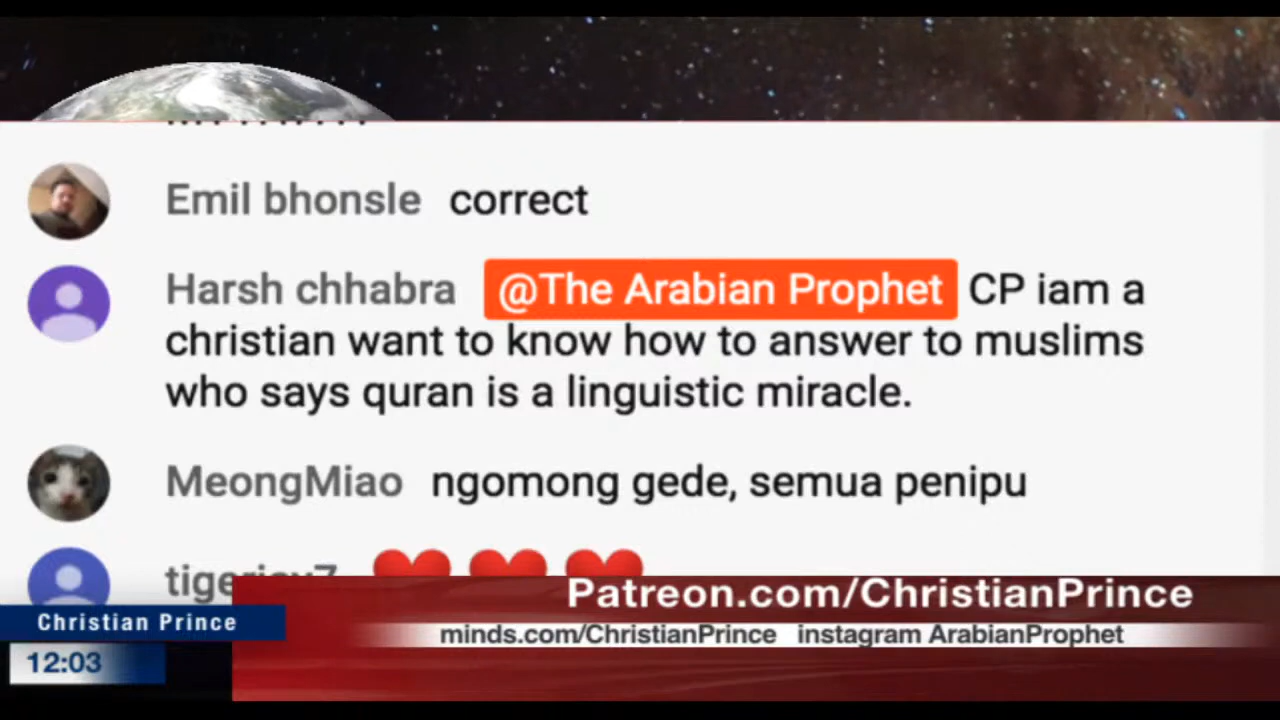 Emil bhonsle correct
Harsh chhabra @The Arabian Prophet CP iam a
christian want to know how to answer to muslims
who says quran is a linguistic miracle.
MeongMiao ngomong gede, semua penipu
Patreon.com/ChristianPrince
Christian Prince
minds.com/ChristianPrince instagram ArabianProphet
12:03